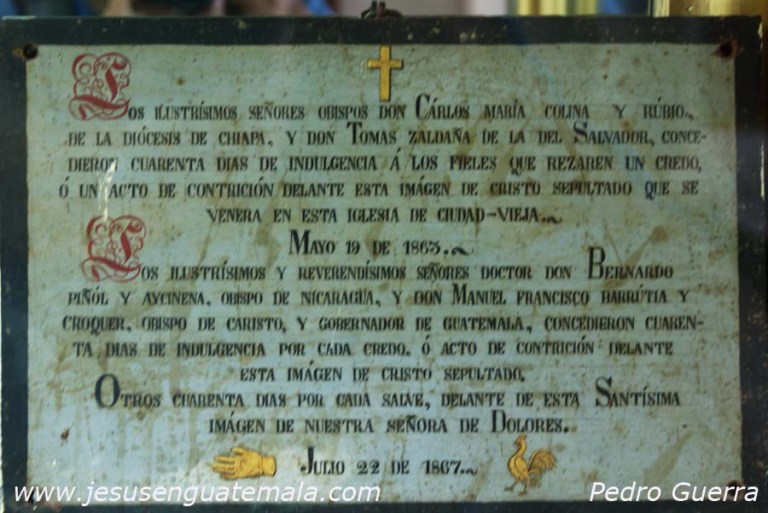 Los ilustrísimos señores obispos don Cárlos María Colina y Rúbio,
de la diócesis de Chiapa, y don Tomas Zaldaña de la del Salvador, conce-
dieron cuarenta dias de indulgencia á los fieles que rezaren un credo,
ó un acto de contrición delante esta imágen de Cristo sepultado que se
venera en esta iglesia de Ciudad-Vieja.
Mayo 19 de 1863.
Los ilustrísimos y reverendísimos señores doctor don Bernardo
Piñól y Aycinena, obispo de Nicaragüa, y don Manuel Francisco Barrútia y
Croquer, obispo de Caristo, y gobernador de Guatemala, concedieron cuaren-
ta dias de indulgencia por cada credo, ó acto de contrición delante
esta imágen de Cristo sepultado.
Otros cuarenta dias por cada salve, delante de esta Santísima
imágen de nuestra señora de Dolores.
Julio 22 de 1867.
www.jesusenguatemala.com
Pedro Guerra